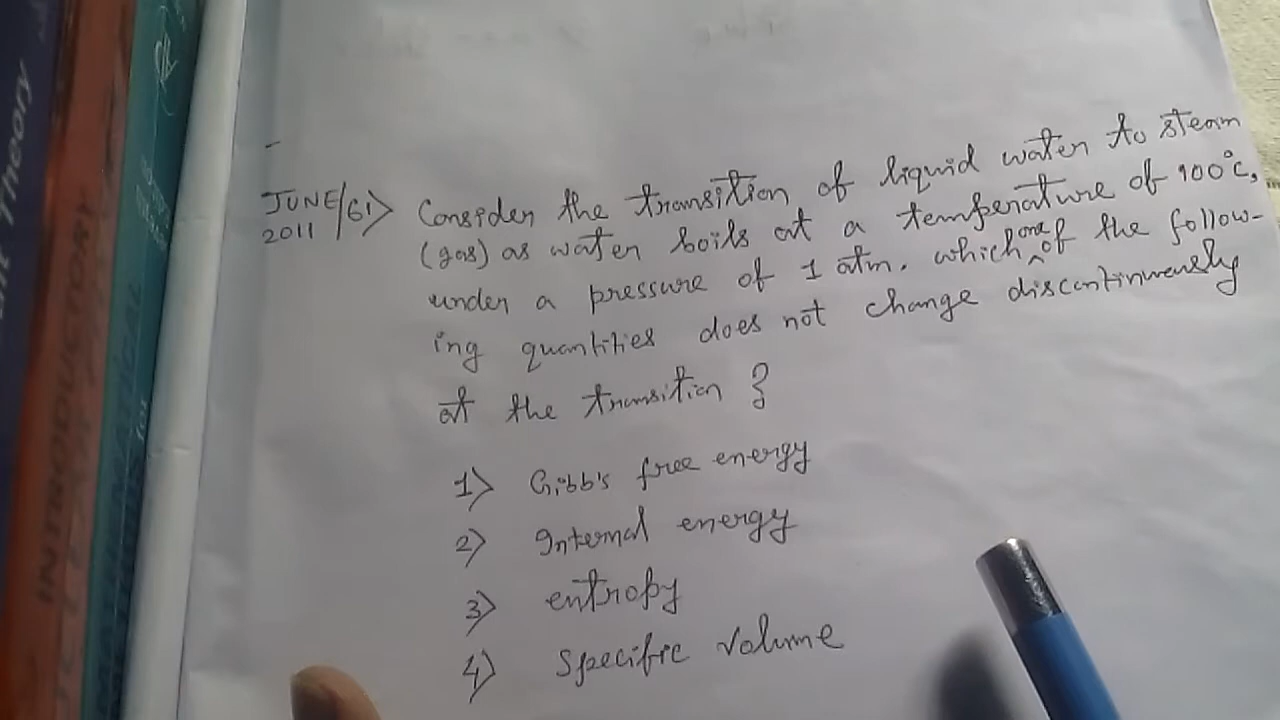 Theory
INTRODUCTORY
JUNE/61> Consider the transition of liquid water to steam
2011 (gas) as water boils at a temperature of 100°c,
under a pressure of 1 atm. which one of the follow-
ing quantities does not change discontinuously
at the transition ?
1> Gibb's free energy
2> Internal energy
3> entropy
4> Specific volume